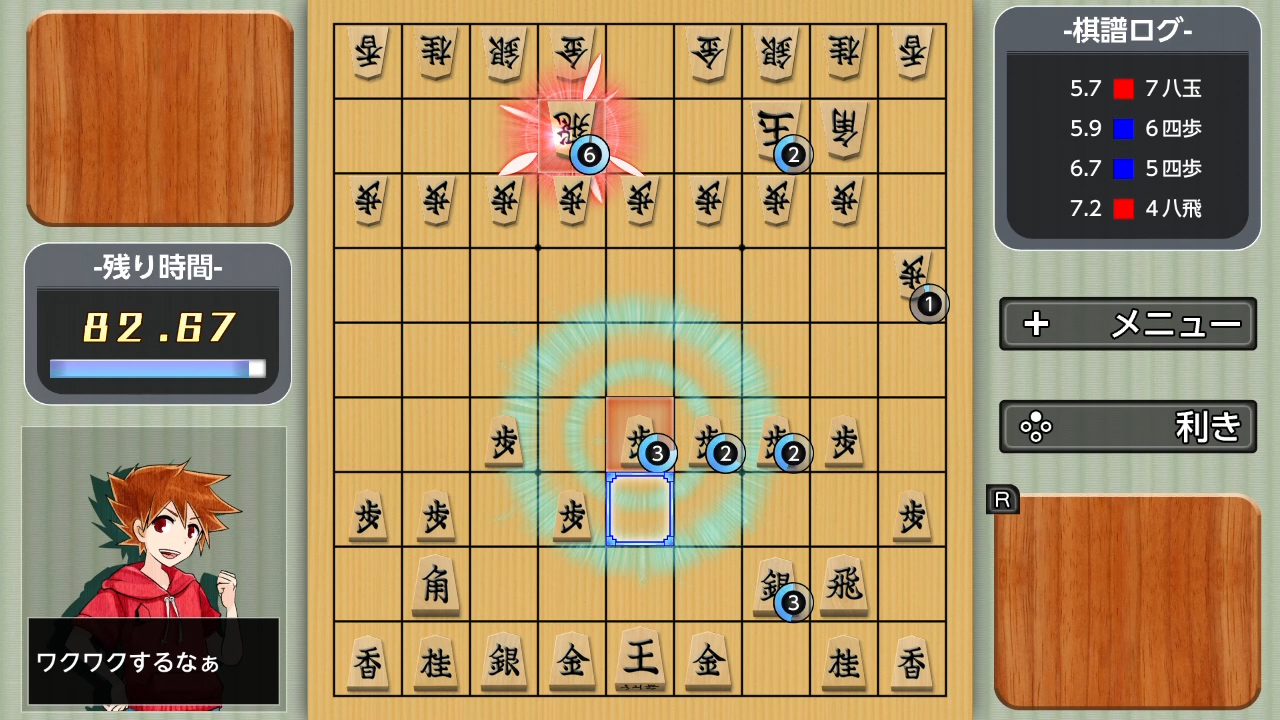 -残り時間-
82.67
ワクワクするなぁ
香 桂 銀 金 金 銀 桂 香
飛 6 王 2 角
歩 歩 歩 歩 歩 歩 歩 歩
歩 1
歩 歩 3 歩 2 歩 2 歩
歩 歩 歩 歩
角 銀 3 飛
香 桂 銀 金 王 金 桂 香
-棋譜ログ-
5.7 7八玉
5.9 6四歩
6.7 5四歩
7.2 4八飛
+ メニュー
利き
R